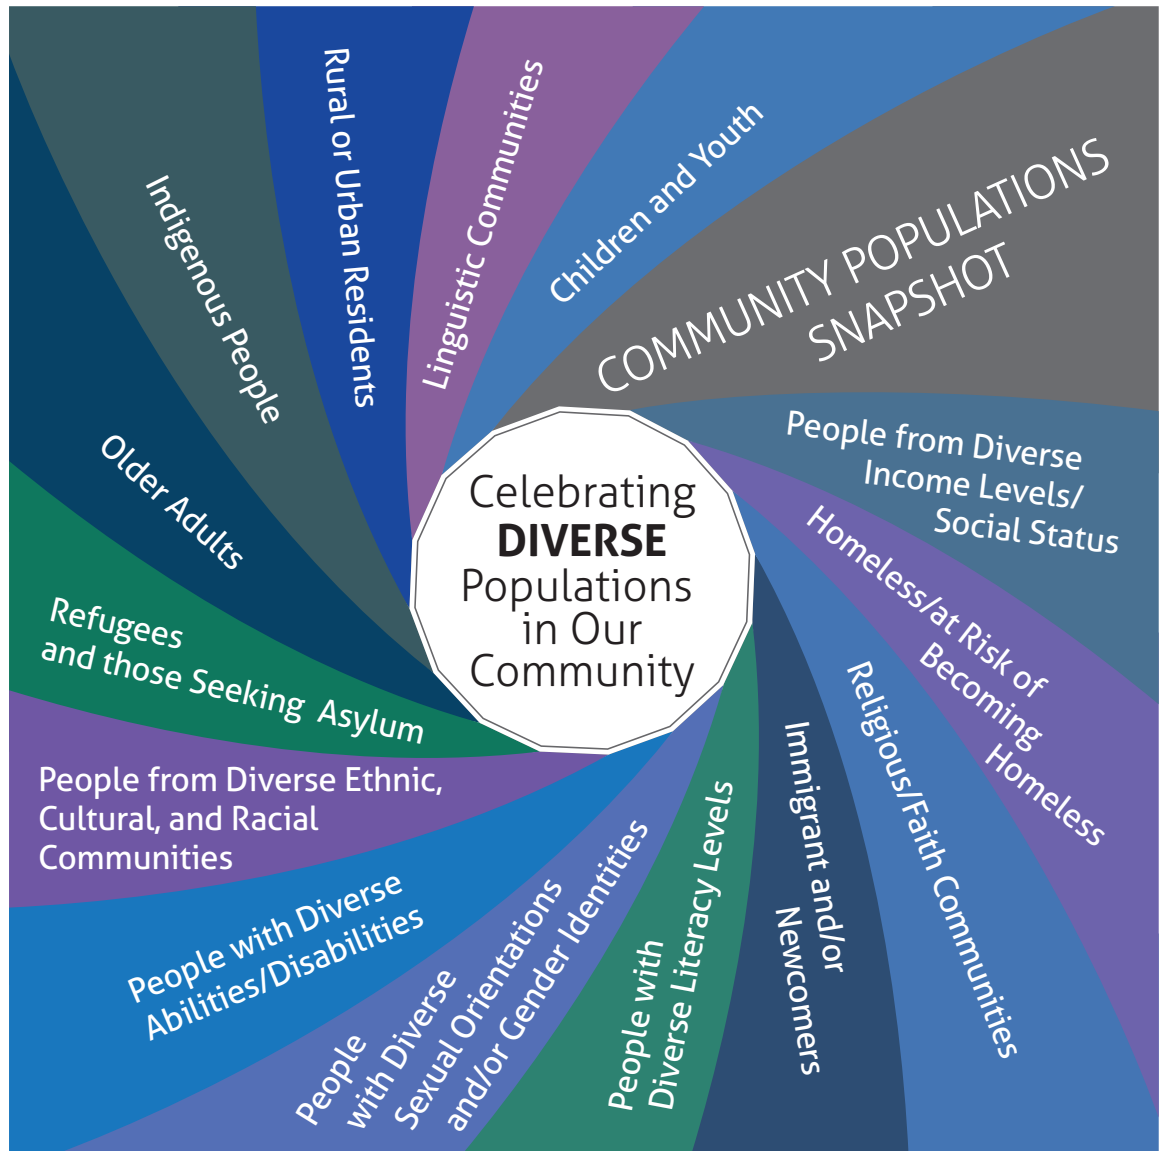 COMMUNITY POPULATIONS
SNAPSHOT
People from Diverse
Income Levels/
Social Status
Homeless/at Risk of
Becoming
Homeless
Religious/Faith Communities
Immigrant and/or
Newcomers
People with
Diverse Literacy Levels
People
with Diverse
Sexual Orientations
and/or Gender Identities
People with Diverse
Abilities/Disabilities
People from Diverse Ethnic,
Cultural, and Racial
Communities
Refugees
and those Seeking Asylum
Older Adults
Indigenous People
Rural or Urban Residents
Linguistic Communities
Children and Youth
Celebrating
DIVERSE
Populations
in Our
Community